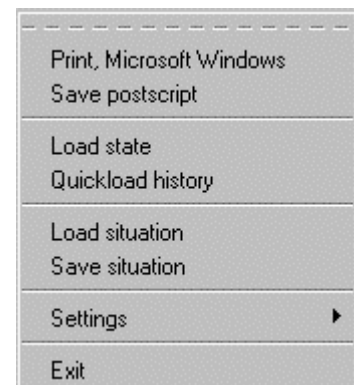 Print, Microsoft Windows
Save postscript
Load state
Quickload history
Load situation
Save situation
Settings
Exit